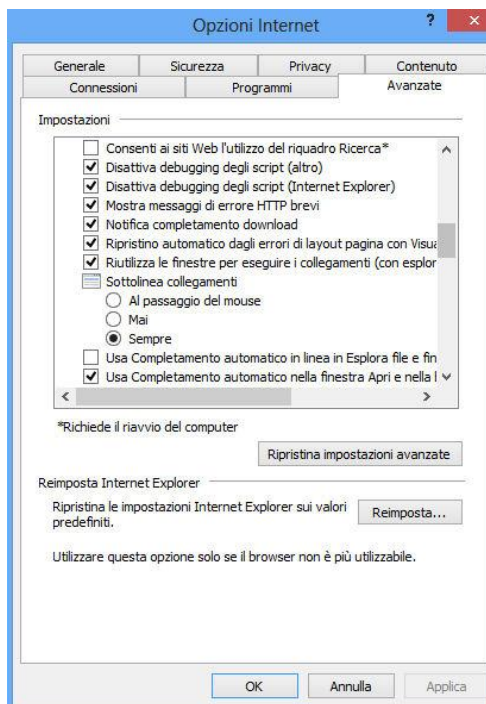 Opzioni Internet
?
Generale Sicurezza Privacy Contenuto
Connessioni Programmi Avanzate
Impostazioni
Consenti ai siti Web l'utilizzo del riquadro Ricerca*
Disattiva debugging degli script (altro)
Disattiva debugging degli script (Internet Explorer)
Mostra messaggi di errore HTTP brevi
Notifica completamento download
Ripristino automatico dagli errori di layout pagina con Visua
Riutilizza le finestre per eseguire i collegamenti (con esplor
Sottolinea collegamenti
Al passaggio del mouse
Mai
Sempre
Usa Completamento automatico in linea in Esplora file e fin
Usa Completamento automatico nella finestra Apri e nella
*Richiede il riavvio del computer
Ripristina impostazioni avanzate
Reimposta Internet Explorer
Ripristina le impostazioni Internet Explorer sui valori
predefiniti.
Reimposta...
Utilizzare questa opzione solo se il browser non è più utilizzabile.
OK Annulla Applica